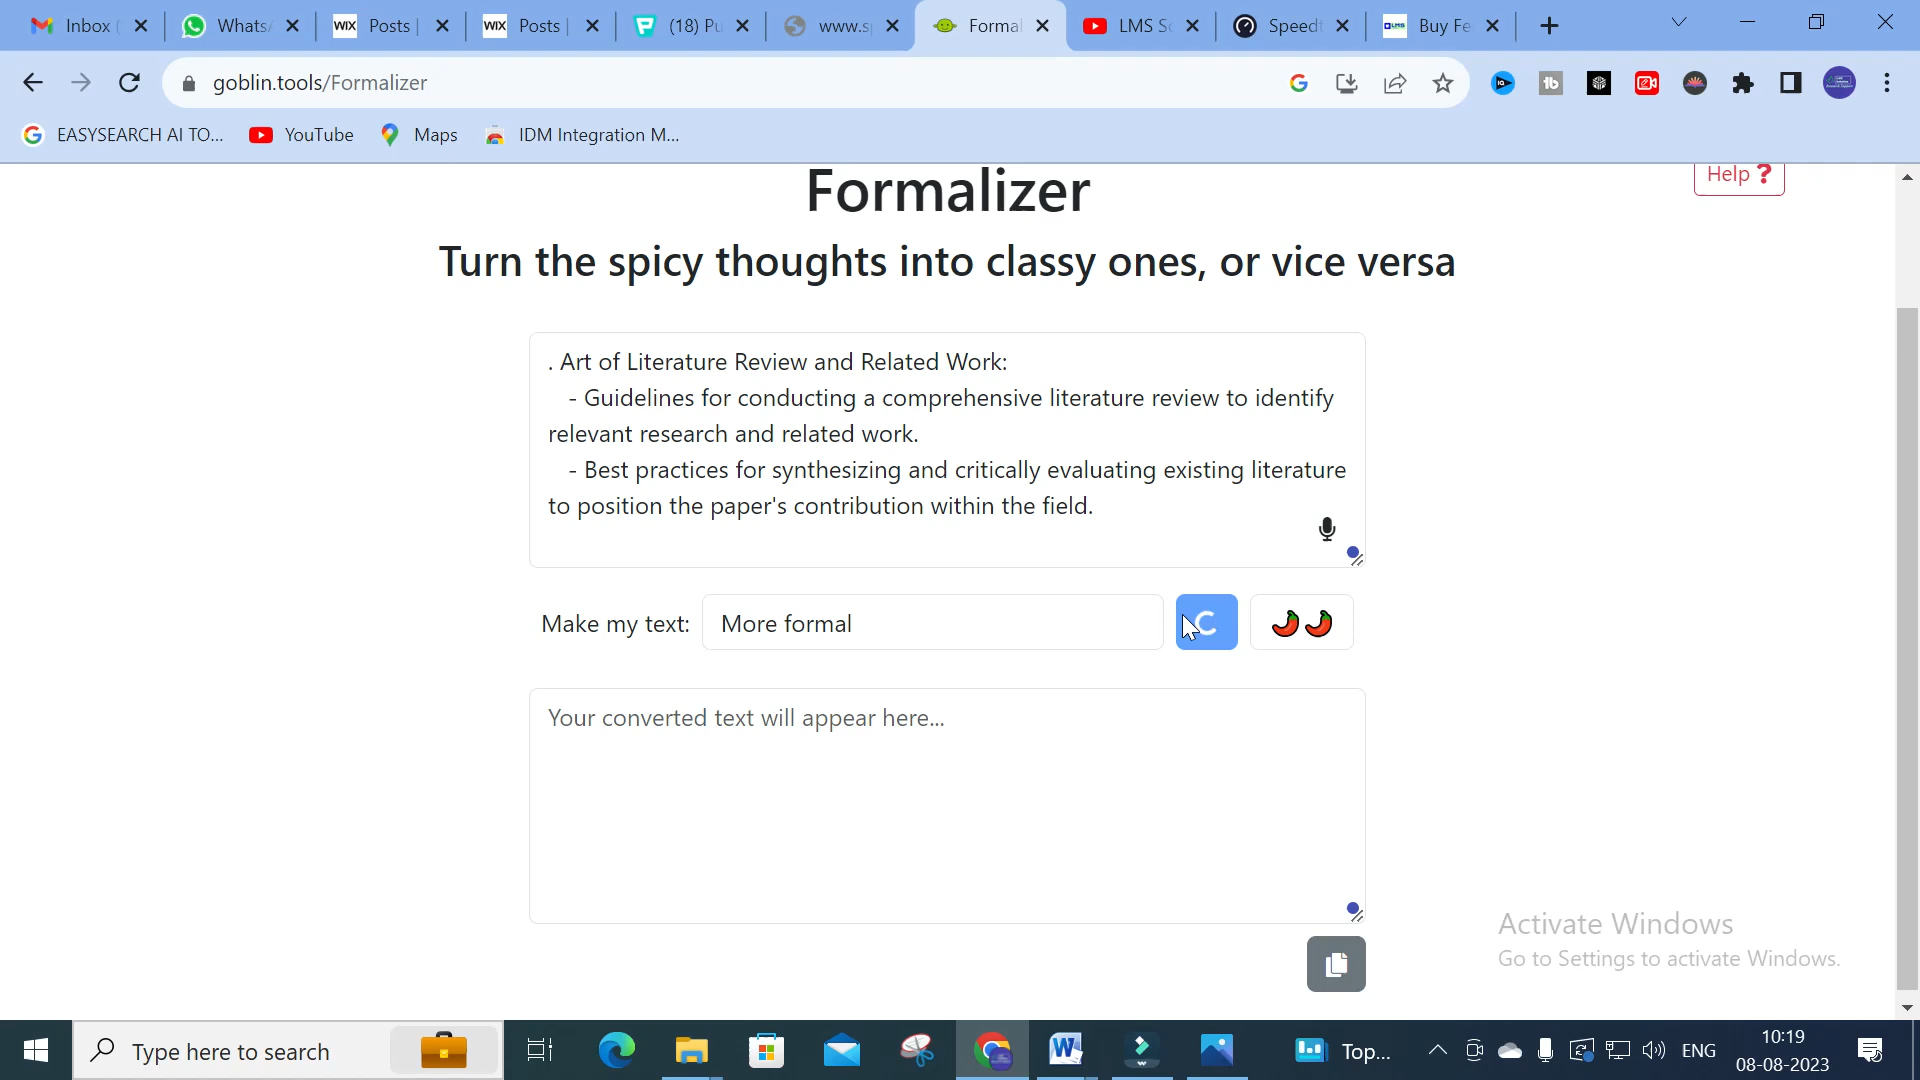 Inbox (
Whats
Posts |
Posts |
(18) Pu
www.s
Forma
LMS So
Speedt
Buy Fe
goblin.tools/Formalizer
EASYSEARCH AI TO...
YouTube
Maps
IDM Integration M...
Help ?
Formalizer
Turn the spicy thoughts into classy ones, or vice versa
. Art of Literature Review and Related Work:
- Guidelines for conducting a comprehensive literature review to identify
relevant research and related work.
- Best practices for synthesizing and critically evaluating existing literature
to position the paper's contribution within the field.
Make my text:
More formal
Your converted text will appear here...
Activate Windows
Go to Settings to activate Windows.
Type here to search
Top...
ENG
10:19
08-08-2023